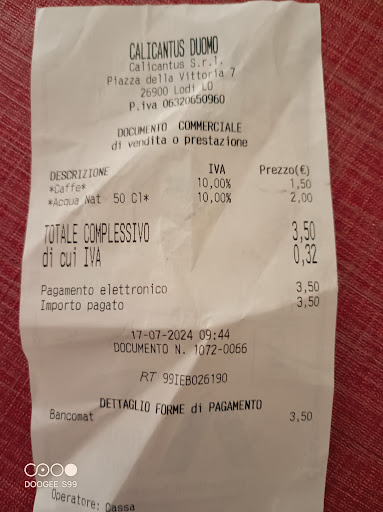 CALICANTUS DUOMO
Calicantus S.r.l.
Piazza della Vittoria 7
26900 Lodi LO
P.iva 06320650960
DOCUMENTO COMMERCIALE
di vendita o prestazione
DESCRIZIONE IVA Prezzo(€)
*Caffe* 10,00% 1,50
*Acqua Nat 50 Cl* 10,00% 2,00
TOTALE COMPLESSIVO 3,50
di cui IVA 0,32
Pagamento elettronico 3,50
Importo pagato 3,50
17-07-2024 09:44
DOCUMENTO N. 1072-0066
RT 99IEB026190
DETTAGLIO FORME di PAGAMENTO
Bancomat 3,50
DOOGEE S99
Operatore: Cassa